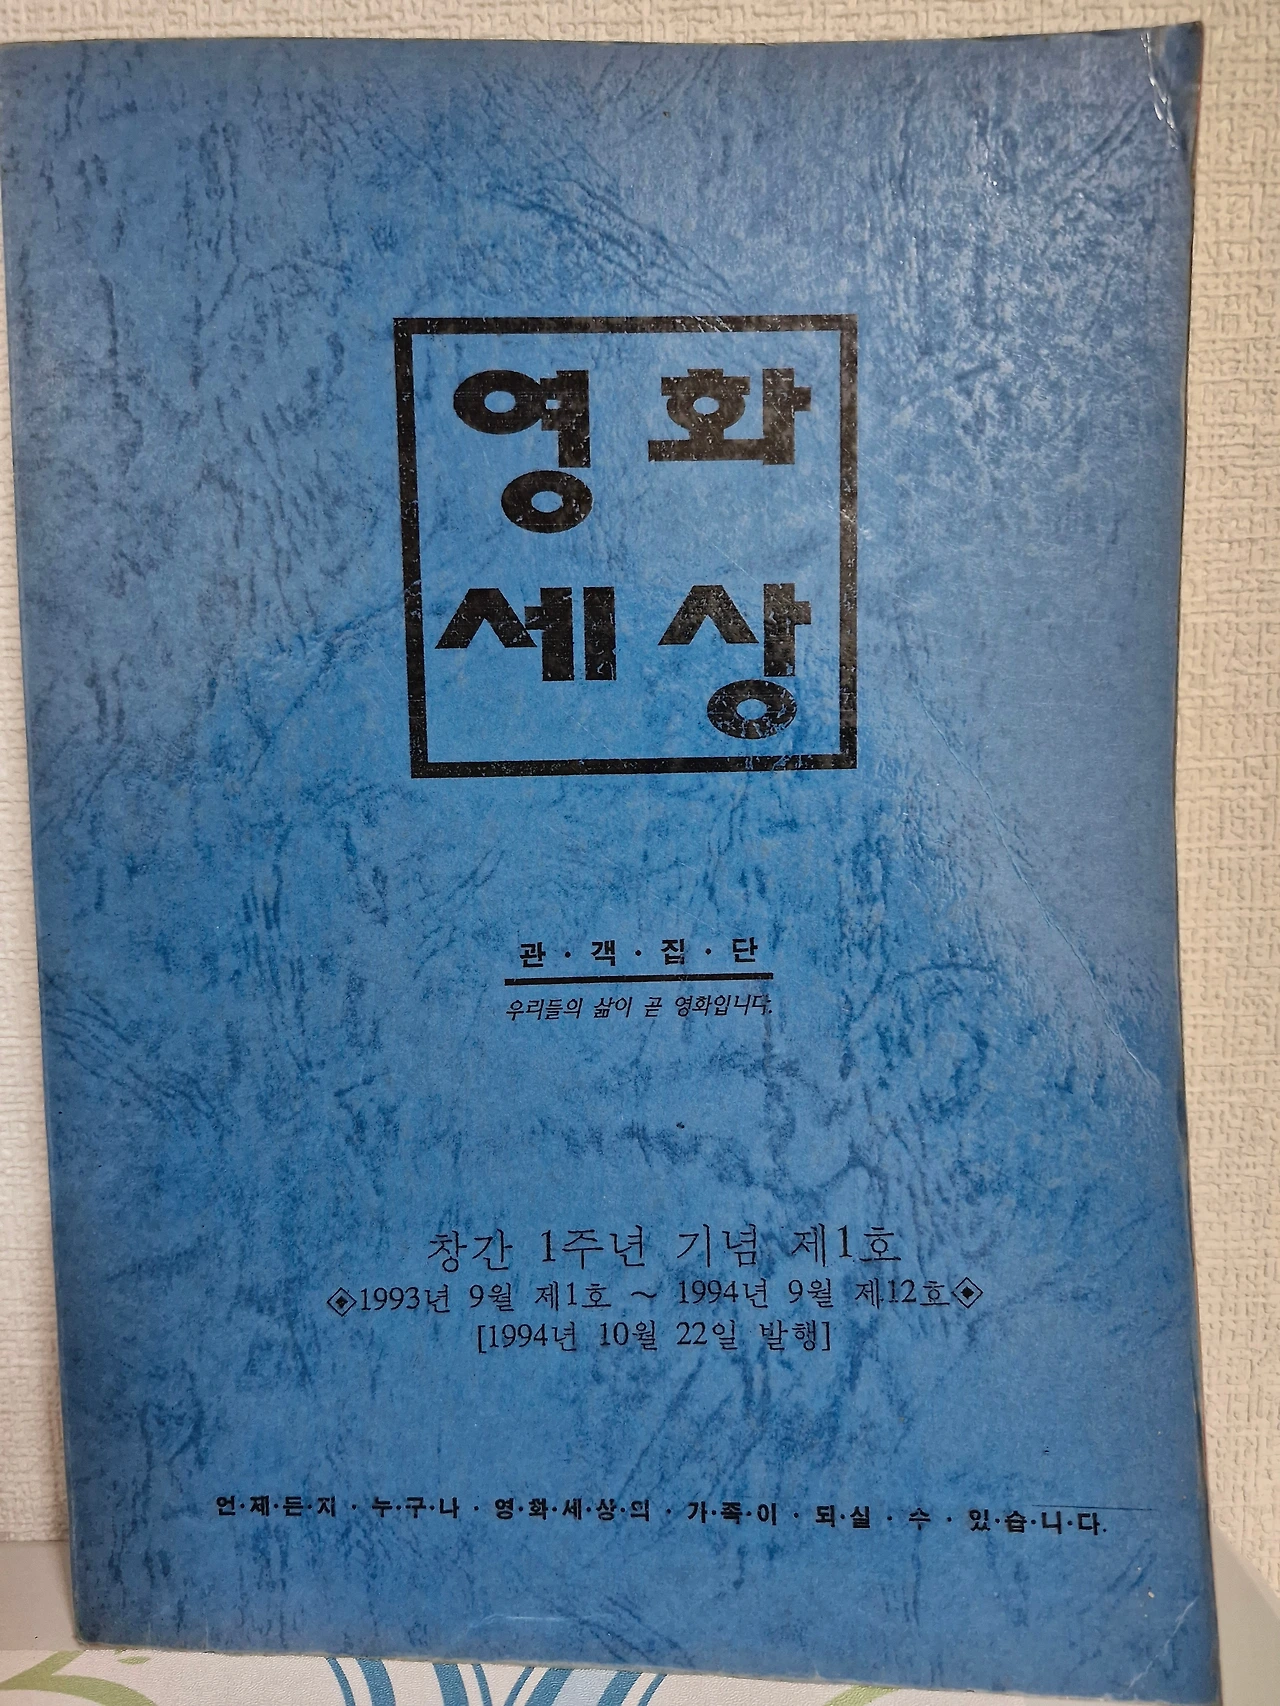 영화
세상
관·객·집·단
우리들의 삶이 곧 영화입니다.
창간 1주년 기념 제1호
◈1993년 9월 제1호 ~ 1994년 9월 제12호◈
[1994년 10월 22일 발행]
언·제·든·지·누·구·나·영·화·세·상·의·가·족·이·되·실·수·있·습·니·다.